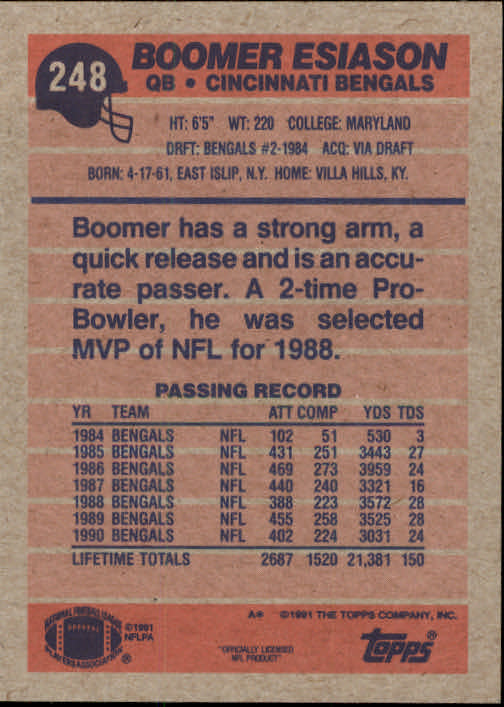 248
BOOMER ESIASON
QB • CINCINNATI BENGALS
HT: 6'5" WT: 220 COLLEGE: MARYLAND
DRFT: BENGALS #2-1984 ACQ: VIA DRAFT
BORN: 4-17-61, EAST ISLIP, N.Y. HOME: VILLA HILLS, KY.
Boomer has a strong arm, a
quick release and is an accu-
rate passer. A 2-time Pro-
Bowler, he was selected
MVP of NFL for 1988.
PASSING RECORD
YR TEAM ATT COMP YDS TDS
1984 BENGALS NFL 102 51 530 3
1985 BENGALS NFL 431 251 3443 27
1986 BENGALS NFL 469 273 3959 24
1987 BENGALS NFL 440 240 3321 16
1988 BENGALS NFL 388 223 3572 28
1989 BENGALS NFL 455 258 3525 28
1990 BENGALS NFL 402 224 3031 24
LIFETIME TOTALS 2687 1520 21,381 150
A* ©1991 THE TOPPS COMPANY, INC.
NATIONAL FOOTBALL LEAGUE
PLAYERS ASSOCIATION ®
©1991
NFLPA
"OFFICIALLY LICENSED
NFL PRODUCT"
topps®